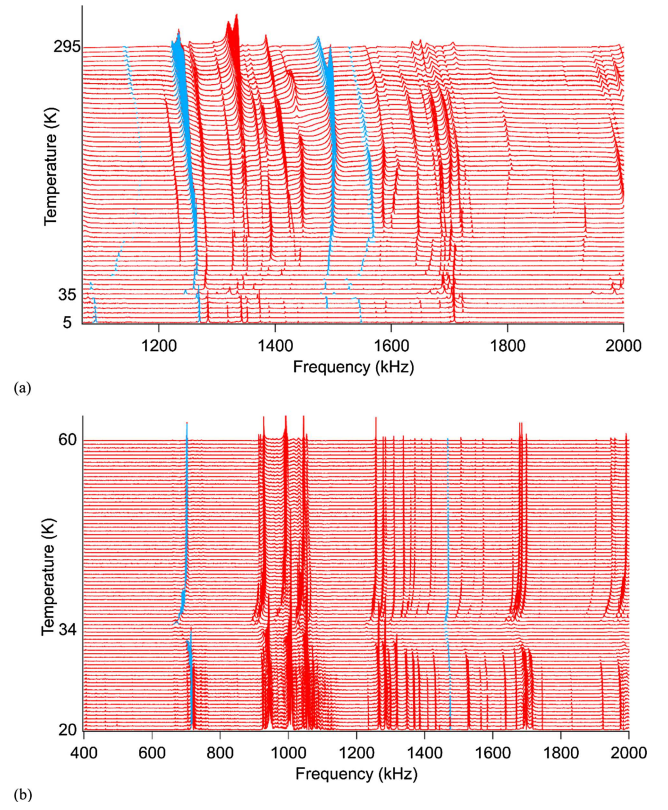 295
Temperature (K)
35
5
1200 1400 1600 1800 2000
Frequency (kHz)
(a)
60
Temperature (K)
34
20
400 600 800 1000 1200 1400 1600 1800 2000
Frequency (kHz)
(b)